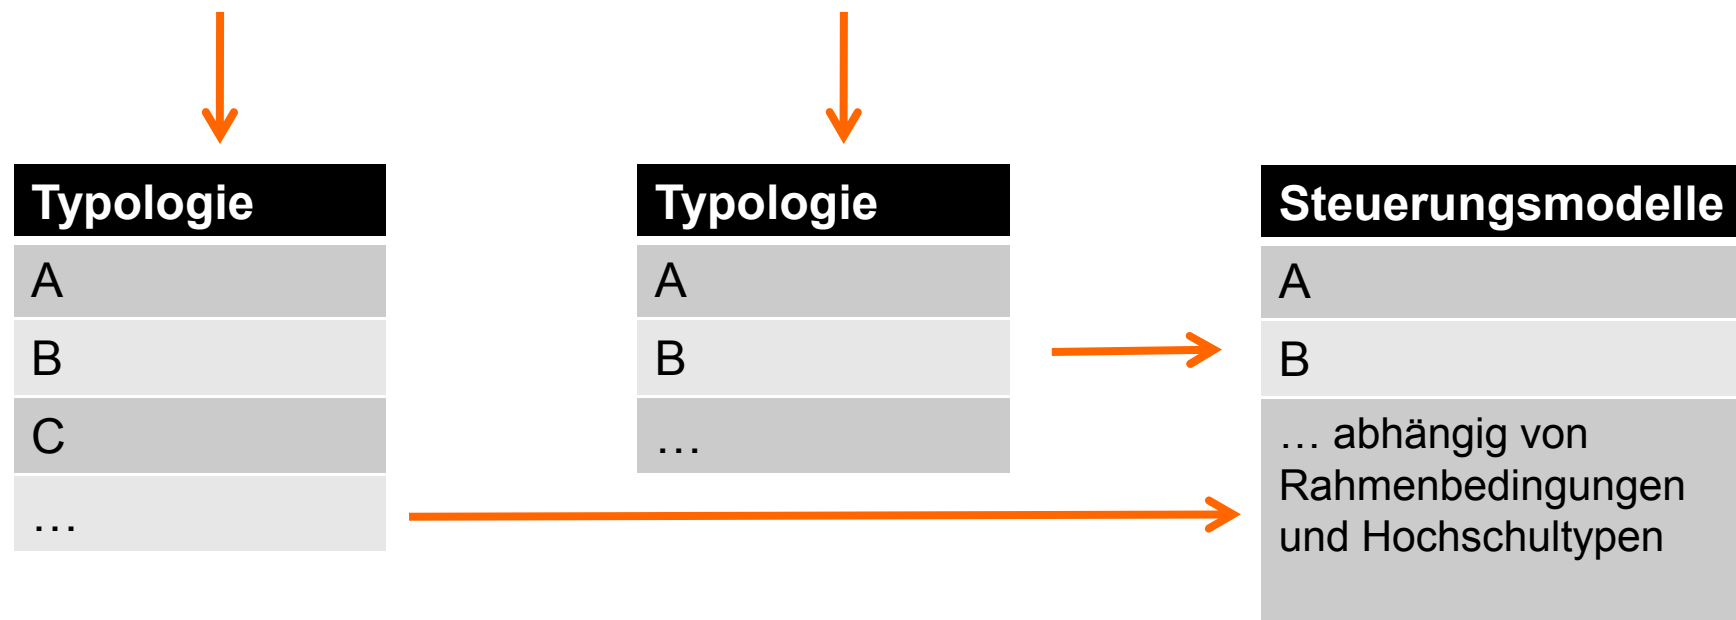 Typologie
A
B
C
…
Typologie
A
B
…
Steuerungsmodelle
A
B
… abhängig von
Rahmenbedingungen
und Hochschultypen